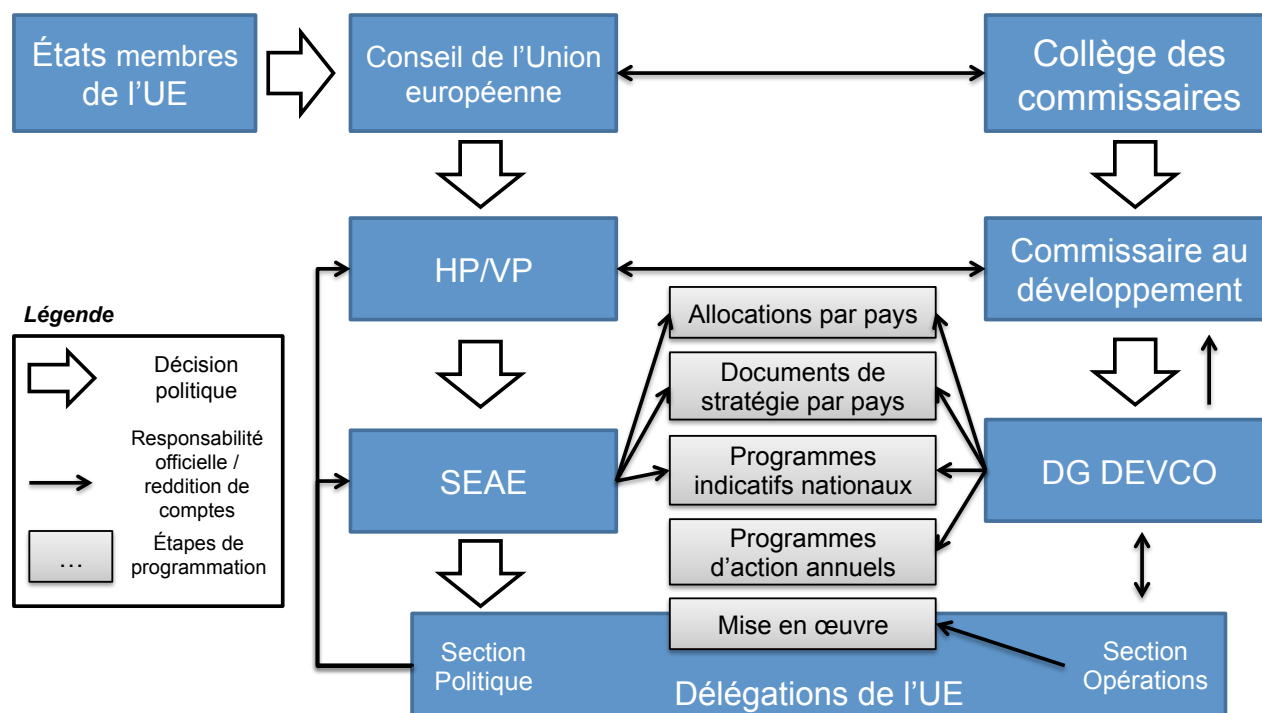 États membres
de l’UE
Conseil de l’Union
européenne
Collège des
commissaires
HP/VP
Commissaire au
développement
Légende
Décision
politique
Responsabilité
officielle /
reddition de
comptes
...
Étapes de
programmation
Allocations par pays
Documents de
stratégie par pays
Programmes
indicatifs nationaux
Programmes
d’action annuels
Mise en œuvre
SEAE
DG DEVCO
Section
Politique
Délégations de l’UE
Section
Opérations